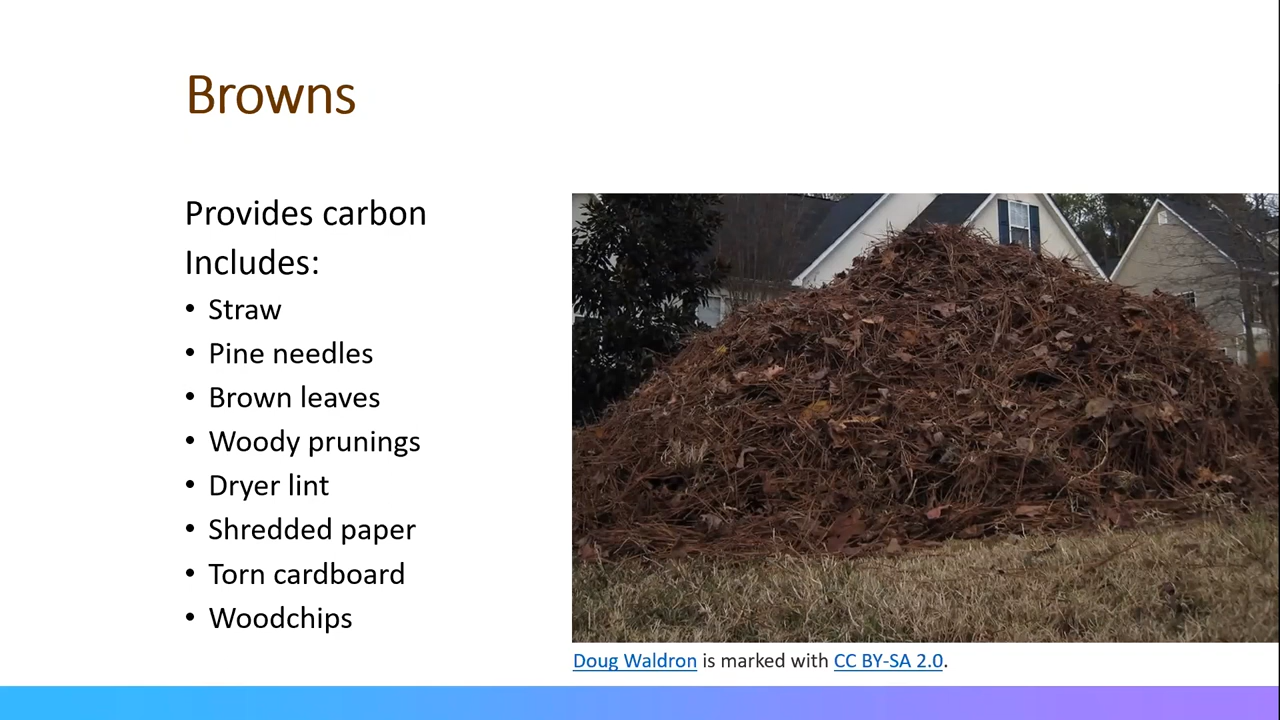 Browns
Provides carbon
Includes:
• Straw
• Pine needles
• Brown leaves
• Woody prunings
• Dryer lint
• Shredded paper
• Torn cardboard
• Woodchips
Doug Waldron is marked with CC BY-SA 2.0.